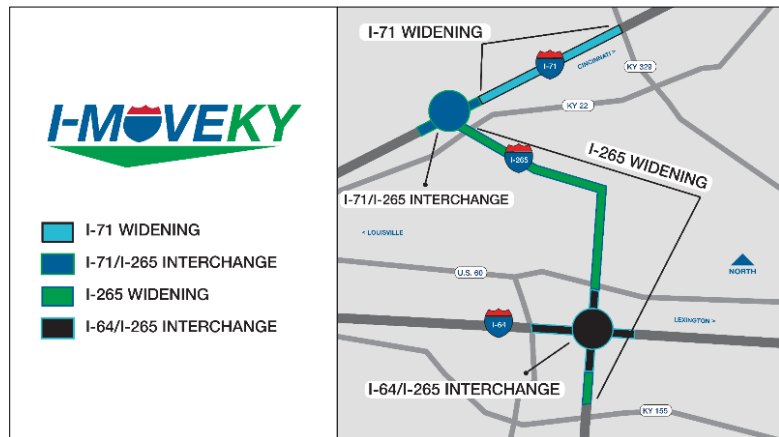 I-MOVEKY
I-71 WIDENING
I-71/I-265 INTERCHANGE
I-265 WIDENING
I-64/I-265 INTERCHANGE
I-71 WIDENING
I-71
CINCINNATI >
KY 329
KY 22
I-265
I-265 WIDENING
I-71/I-265 INTERCHANGE
< LOUISVILLE
NORTH
U.S. 60
I-64
LEXINGTON >
I-64/I-265 INTERCHANGE
KY 155